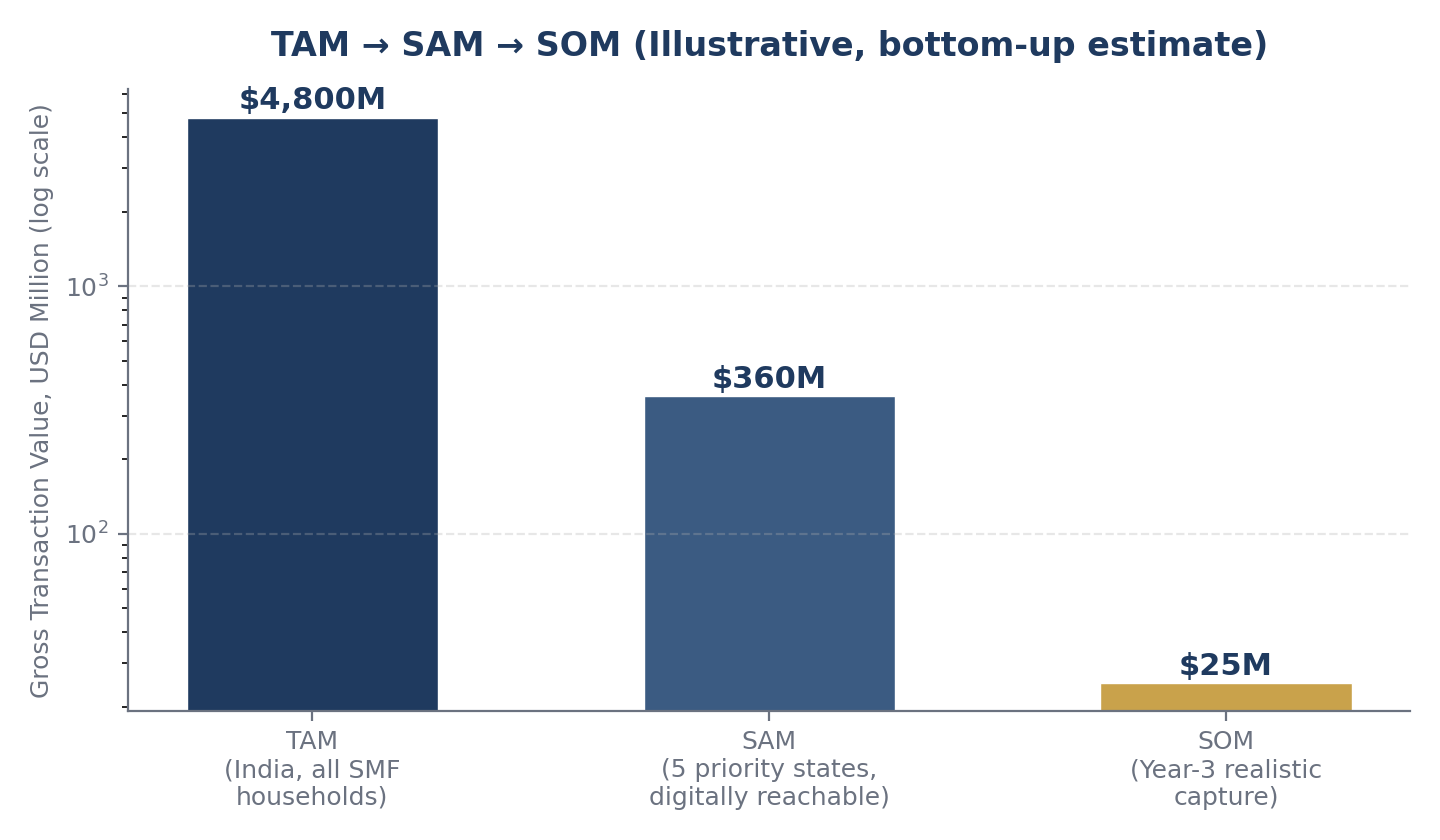 TAM → SAM → SOM (Illustrative, bottom-up estimate)
Gross Transaction Value, USD Million (log scale)
10³
10²
$4,800M
$360M
$25M
TAM
(India, all SMF
households)
SAM
(5 priority states,
digitally reachable)
SOM
(Year-3 realistic
capture)